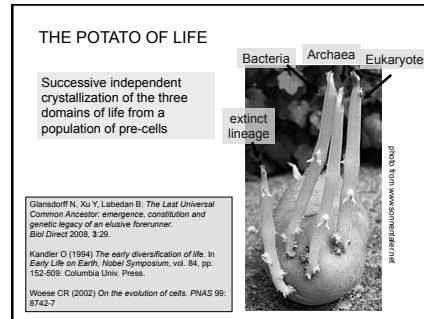 THE POTATO OF LIFE
Successive independent
crystallization of the three
domains of life from a
population of pre-cells
Bacteria
Archaea
Eukaryotes
extinct
lineage
photo from www.sonnentaler.net
Glansdorff N, Xu Y, Labedan B: The Last Universal
Common Ancestor: emergence, constitution and
genetic legacy of an elusive forerunner.
Biol Direct 2008, 3:29.
Kandler O (1994) The early diversification of life. In
Early Life on Earth, Nobel Symposium, vol. 84, pp.
152-509: Columbia Univ. Press.
Woese CR (2002) On the evolution of cells. PNAS 99:
8742-7